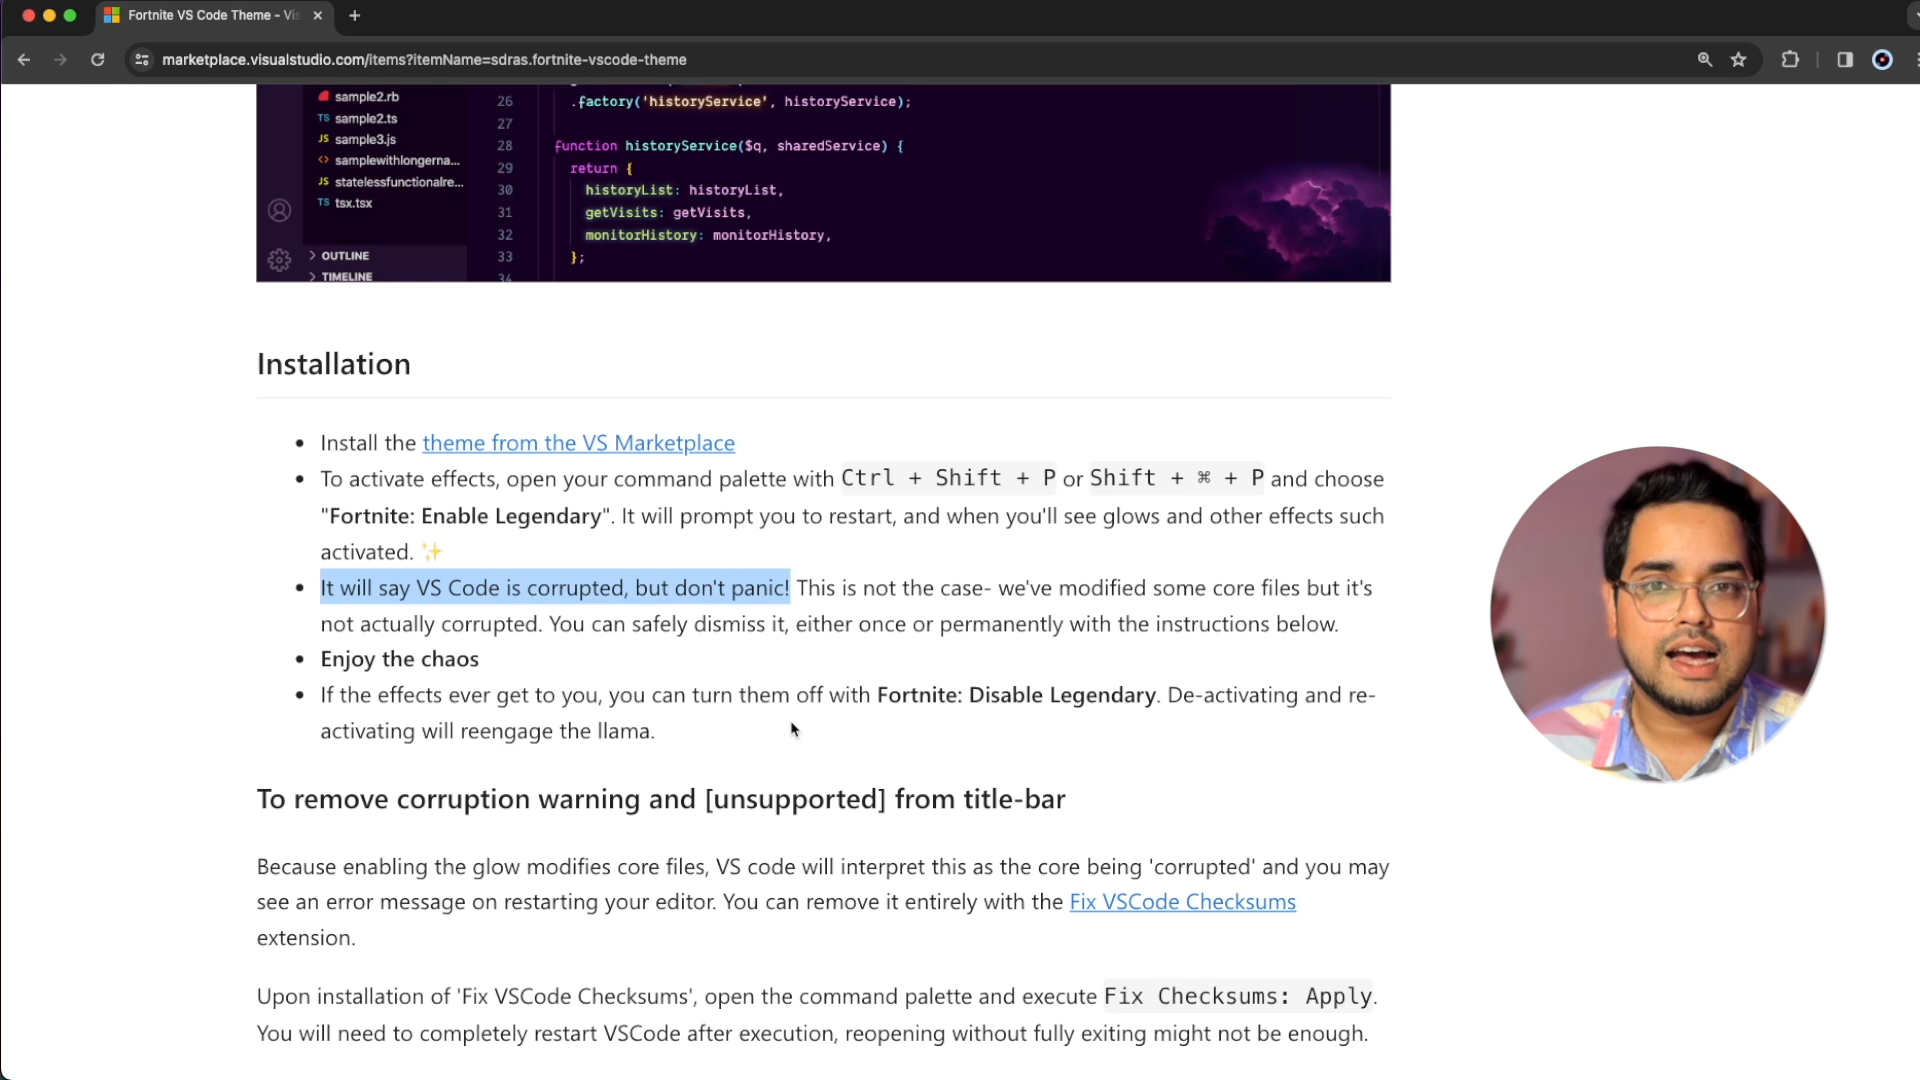 Fortnite VS Code Theme - Vis
marketplace.visualstudio.com/items?itemName=sdras.fortnite-vscode-theme
sample2.rb
TS sample2.ts
JS sample3.js
<> samplewithlongerna...
JS statelessfunctionalre...
TS tsx.tsx
> OUTLINE
> TIMELINE
26 .factory('historyService', historyService);
27
28 function historyService($q, sharedService) {
29 return {
30 historyList: historyList,
31 getVisits: getVisits,
32 monitorHistory: monitorHistory,
33 };
34
Installation
• Install the theme from the VS Marketplace
• To activate effects, open your command palette with Ctrl + Shift + P or Shift + ⌘ + P and choose
"Fortnite: Enable Legendary". It will prompt you to restart, and when you'll see glows and other effects such
activated. ✨
• It will say VS Code is corrupted, but don't panic! This is not the case- we've modified some core files but it's
not actually corrupted. You can safely dismiss it, either once or permanently with the instructions below.
• Enjoy the chaos
• If the effects ever get to you, you can turn them off with Fortnite: Disable Legendary. De-activating and re-
activating will reengage the llama.
To remove corruption warning and [unsupported] from title-bar
Because enabling the glow modifies core files, VS code will interpret this as the core being 'corrupted' and you may
see an error message on restarting your editor. You can remove it entirely with the Fix VSCode Checksums
extension.
Upon installation of 'Fix VSCode Checksums', open the command palette and execute Fix Checksums: Apply.
You will need to completely restart VSCode after execution, reopening without fully exiting might not be enough.